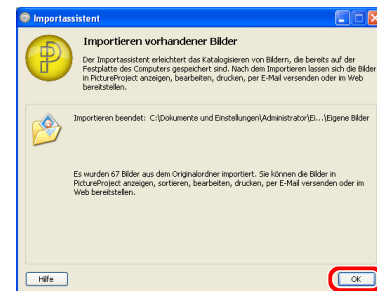 Importassistent
Importieren vorhandener Bilder
Der Importassistent erleichtert das Katalogisieren von Bildern, die bereits auf der
Festplatte des Computers gespeichert sind. Nach dem Importieren lassen sich die Bilder
in PictureProject anzeigen, bearbeiten, drucken, per E-Mail versenden oder im Web
bereitstellen.
Importieren beendet: C:\Dokumente und Einstellungen\Administrator\Ei...\Eigene Bilder
Es wurden 67 Bilder aus dem Originalordner importiert. Sie können die Bilder in
PictureProject anzeigen, sortieren, bearbeiten, drucken, per E-Mail versenden oder im
Web bereitstellen.
Hilfe
OK